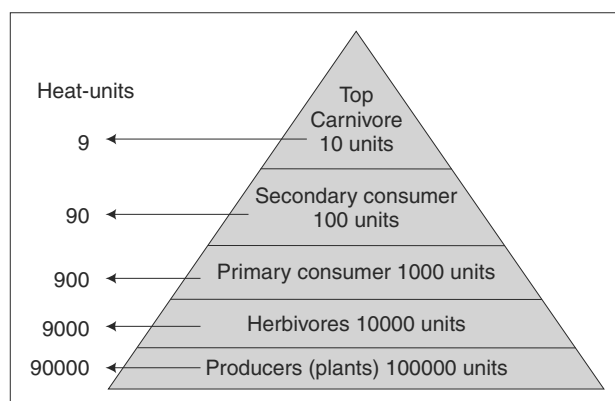 Heat-units
Top
Carnivore
10 units
9
Secondary consumer
100 units
90
Primary consumer 1000 units
900
Herbivores 10000 units
9000
Producers (plants) 100000 units
90000